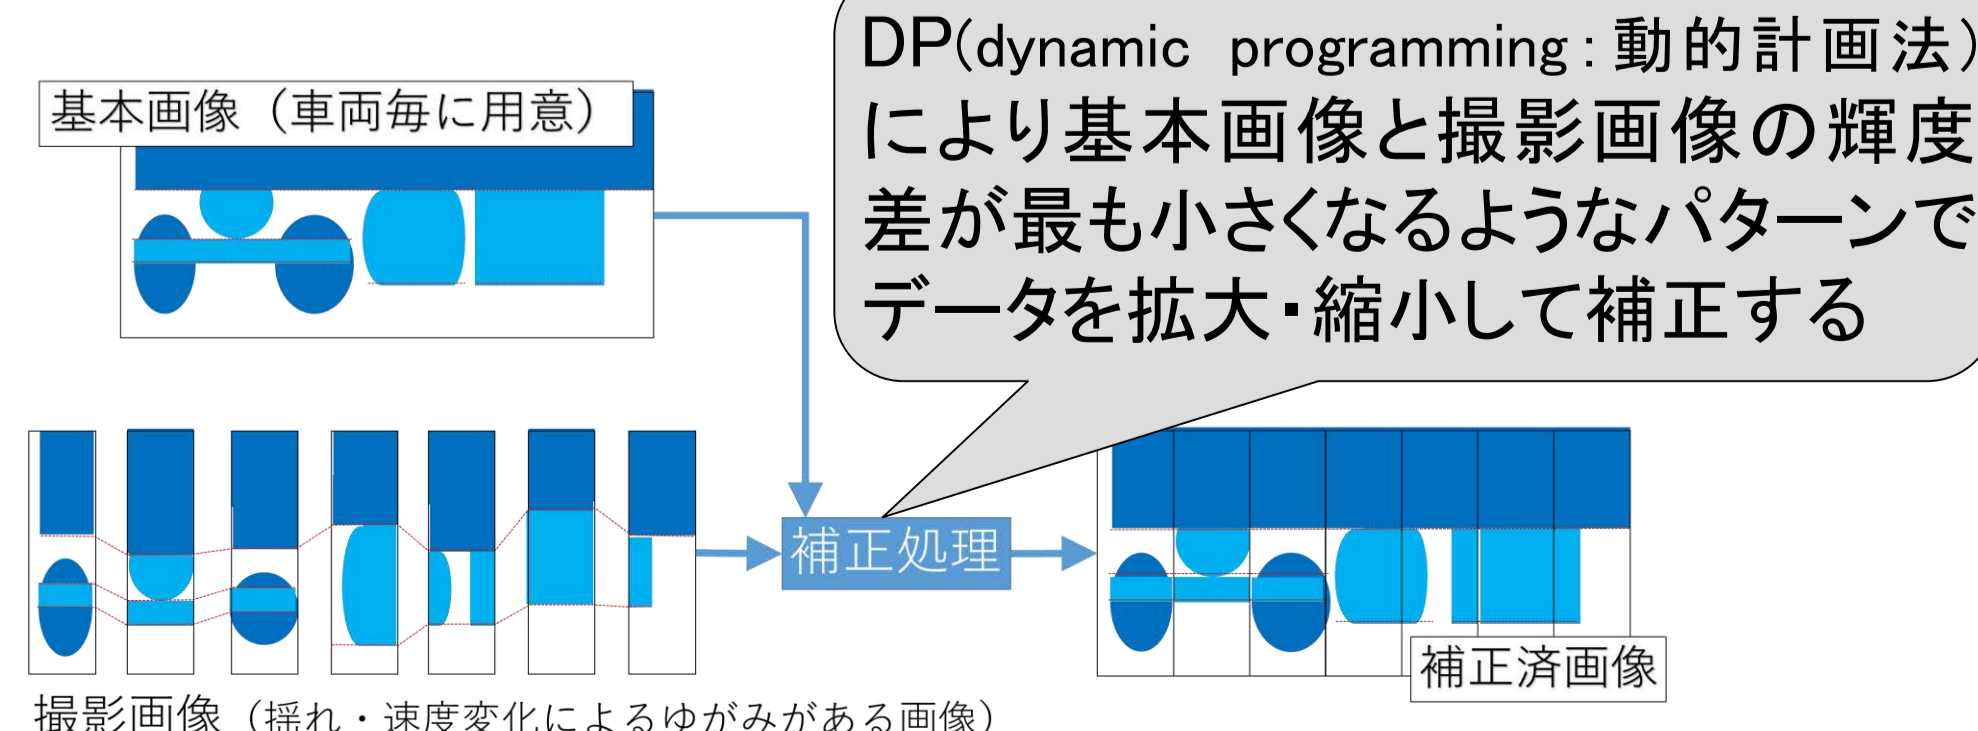 基本画像（車両毎に用意）
DP(dynamic programming：動的計画法)
により基本画像と撮影画像の輝度
差が最も小さくなるようなパターンで
データを拡大・縮小して補正する
補正処理
補正済画像
撮影画像（揺れ・速度変化によるゆがみがある画像）